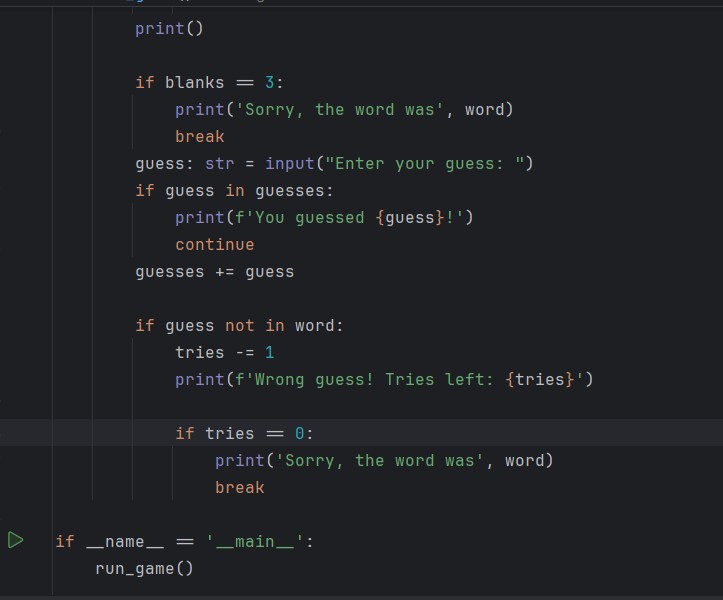 print()
if blanks == 3:
print('Sorry, the word was', word)
break
guess: str = input("Enter your guess: ")
if guess in guesses:
print(f'You guessed {guess}!')
continue
guesses += guess
if guess not in word:
tries -= 1
print(f'Wrong guess! Tries left: {tries}')
if tries == 0:
print('Sorry, the word was', word)
break
if __name__ == '__main__':
run_game()